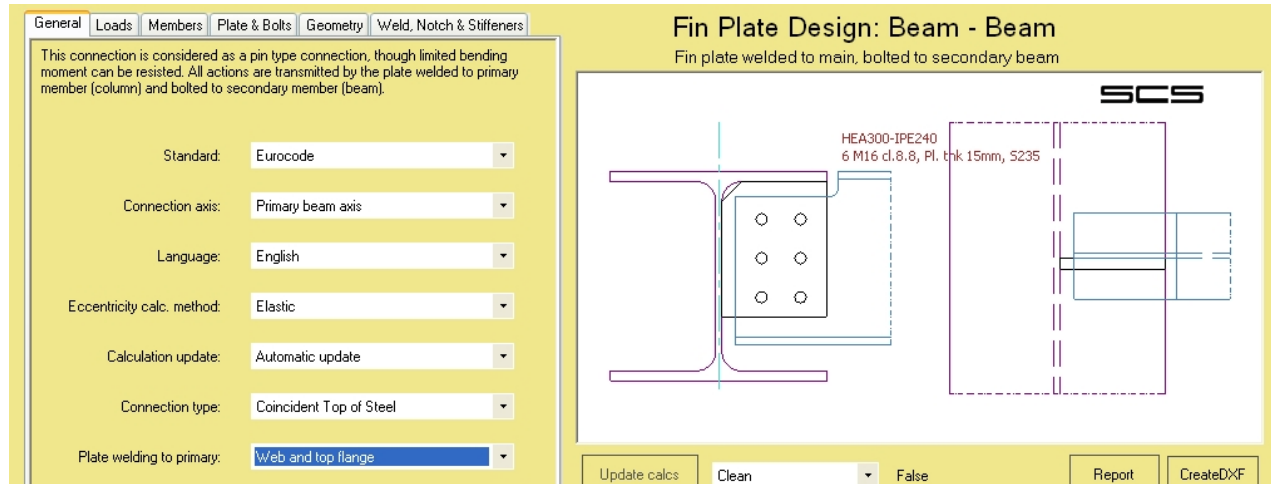 General
Loads
Members
Plate & Bolts
Geometry
Weld, Notch & Stiffeners
This connection is considered as a pin type connection, though limited bending
moment can be resisted. All actions are transmitted by the plate welded to primary
member (column) and bolted to secondary member (beam).
Standard: Eurocode
Connection axis: Primary beam axis
Language: English
Eccentricity calc. method: Elastic
Calculation update: Automatic update
Connection type: Coincident Top of Steel
Plate welding to primary: Web and top flange
Fin Plate Design: Beam - Beam
Fin plate welded to main, bolted to secondary beam
SCS
HEA300-IPE240
6 M16 cl.8.8, Pl. thk 15mm, S235
Update calcs
Clean
False
Report
CreateDXF